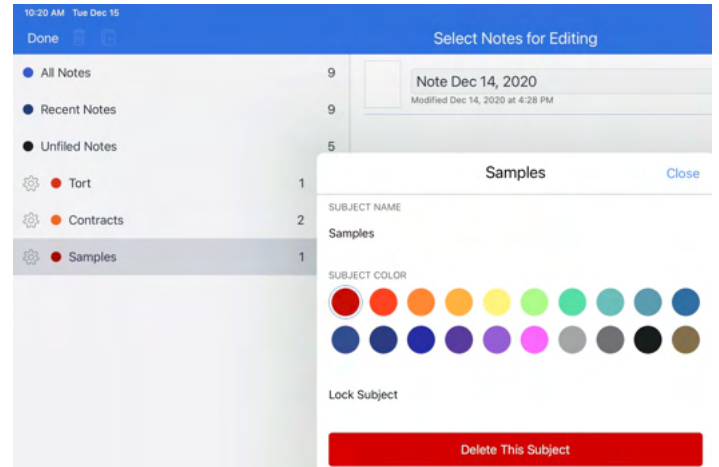 10:20 AM Tue Dec 15
Done
Select Notes for Editing
All Notes 9
Recent Notes 9
Unfiled Notes 5
Tort 1
Contracts 2
Samples 1
Note Dec 14, 2020
Modified Dec 14, 2020 at 4:28 PM
Samples Close
SUBJECT NAME
Samples
SUBJECT COLOR
Lock Subject
Delete This Subject